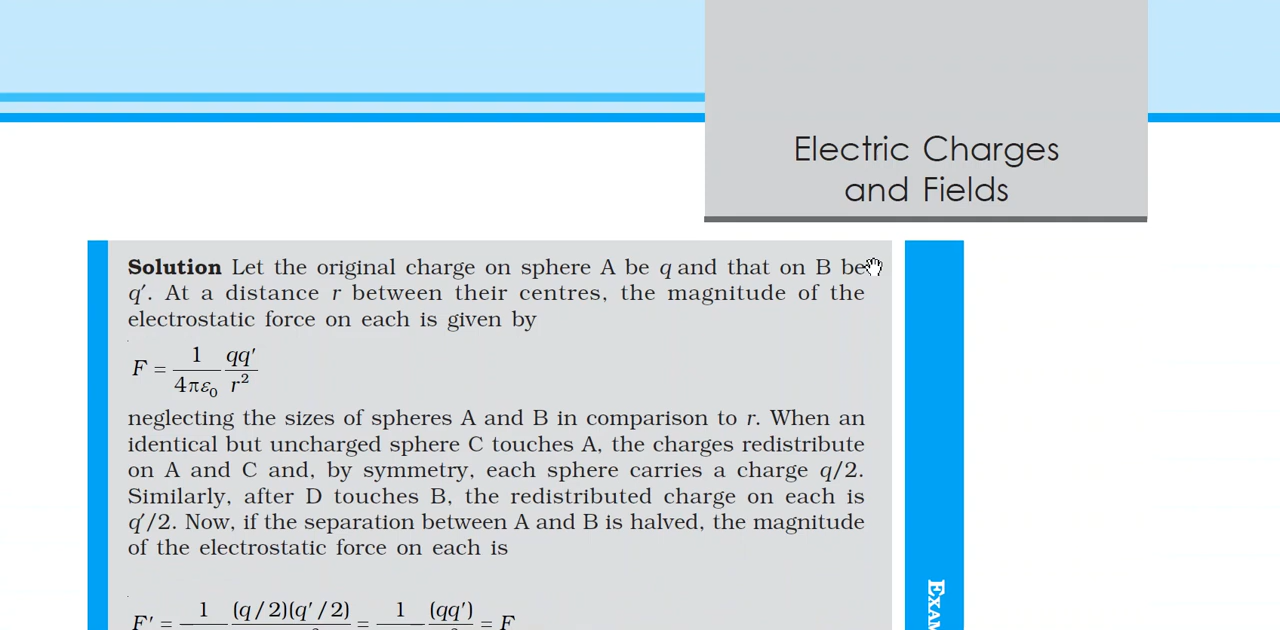 Electric Charges
and Fields
Solution Let the original charge on sphere A be q and that on B be
q′. At a distance r between their centres, the magnitude of the
electrostatic force on each is given by
F = 1/(4πε₀) qq′/r²
neglecting the sizes of spheres A and B in comparison to r. When an
identical but uncharged sphere C touches A, the charges redistribute
on A and C and, by symmetry, each sphere carries a charge q/2.
Similarly, after D touches B, the redistributed charge on each is
q′/2. Now, if the separation between A and B is halved, the magnitude
of the electrostatic force on each is
F′ = 1 (q/2)(q′/2) = 1 (qq′) = F